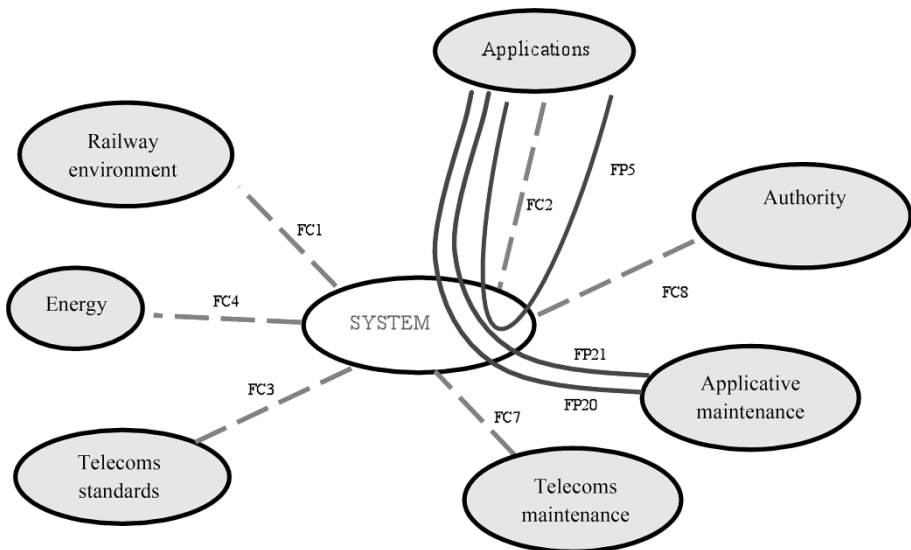 Applications
Railway
environment
FP5
FC2
Authority
FC1
FC8
Energy
FC4
SYSTEM
FP21
FC3
FP20
Applicative
maintenance
FC7
Telecoms
standards
Telecoms
maintenance